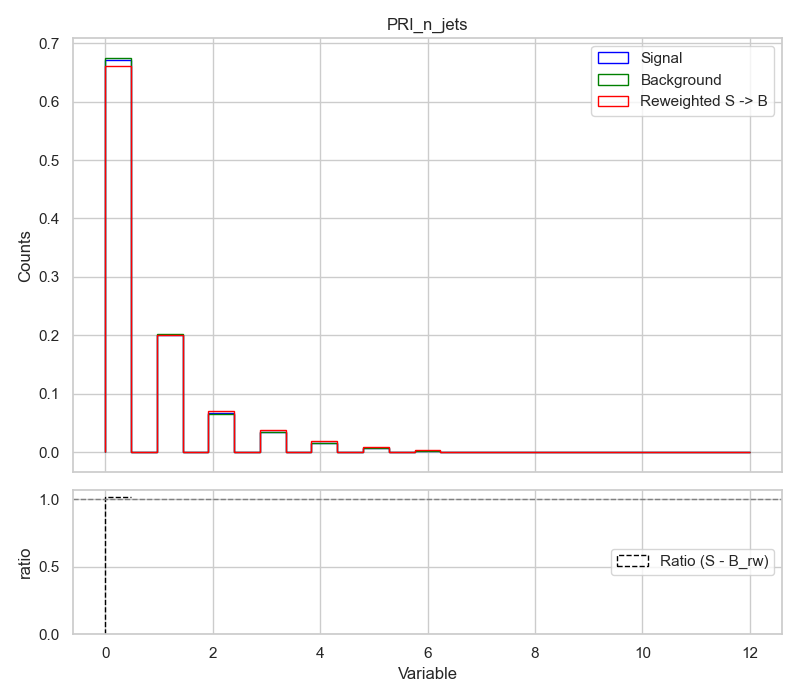 PRI_n_jets
0.7
0.6
0.5
0.4
0.3
0.2
0.1
0.0
Counts
Signal
Background
Reweighted S -> B
1.0
0.5
0.0
ratio
Ratio (S - B_rw)
0 2 4 6 8 10 12
Variable